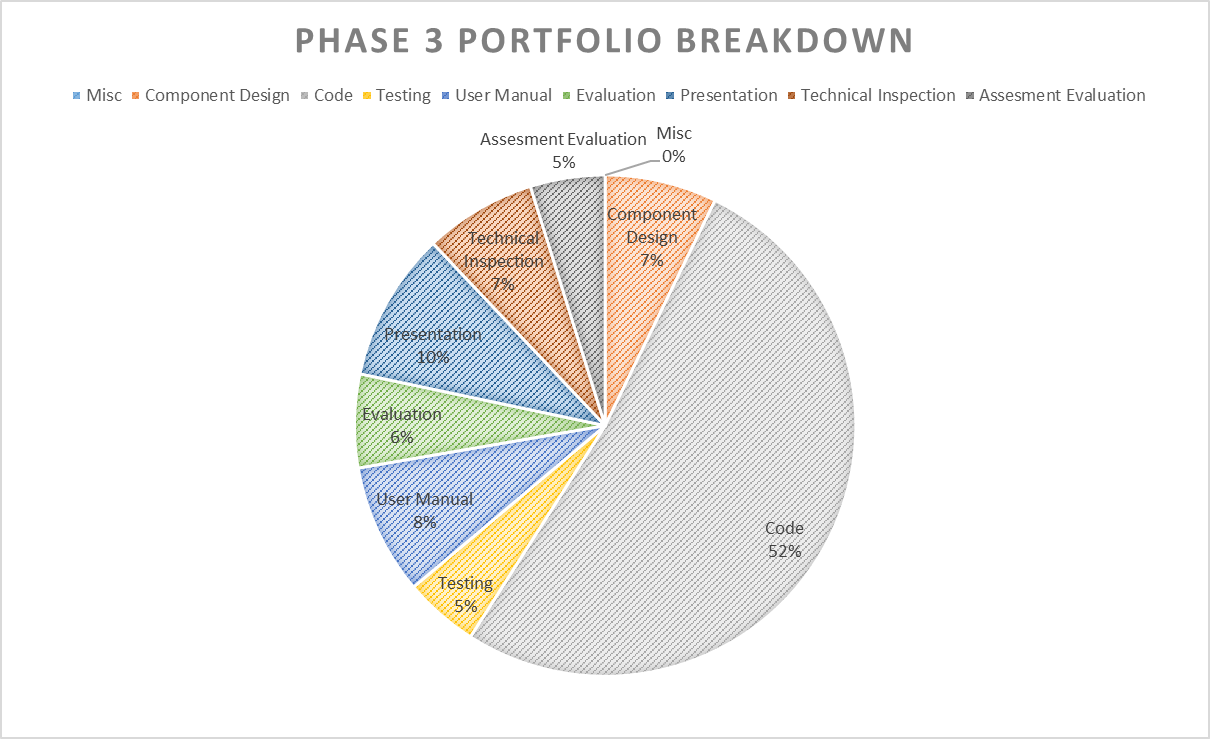 PHASE 3 PORTFOLIO BREAKDOWN
Misc Component Design Code Testing User Manual Evaluation Presentation Technical Inspection Assesment Evaluation
Misc
0%
Component
Design
7%
Code
52%
Testing
5%
User Manual
8%
Evaluation
6%
Presentation
10%
Technical
Inspection
7%
Assesment Evaluation
5%